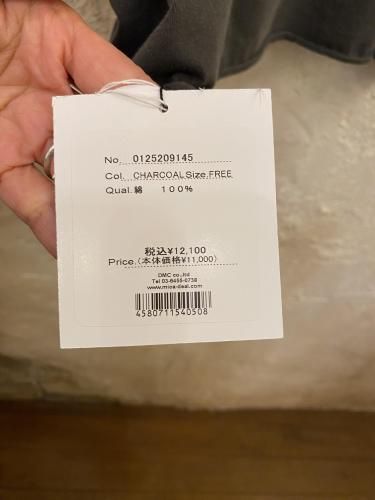 No. 0125209145
Col. CHARCOAL Size. FREE
Qual. 綿 100%
税込¥12,100
Price. (本体価格¥11,000)
DMC co.,ltd
Tel 03-6455-0738
www.mica-deal.com
4580711540508